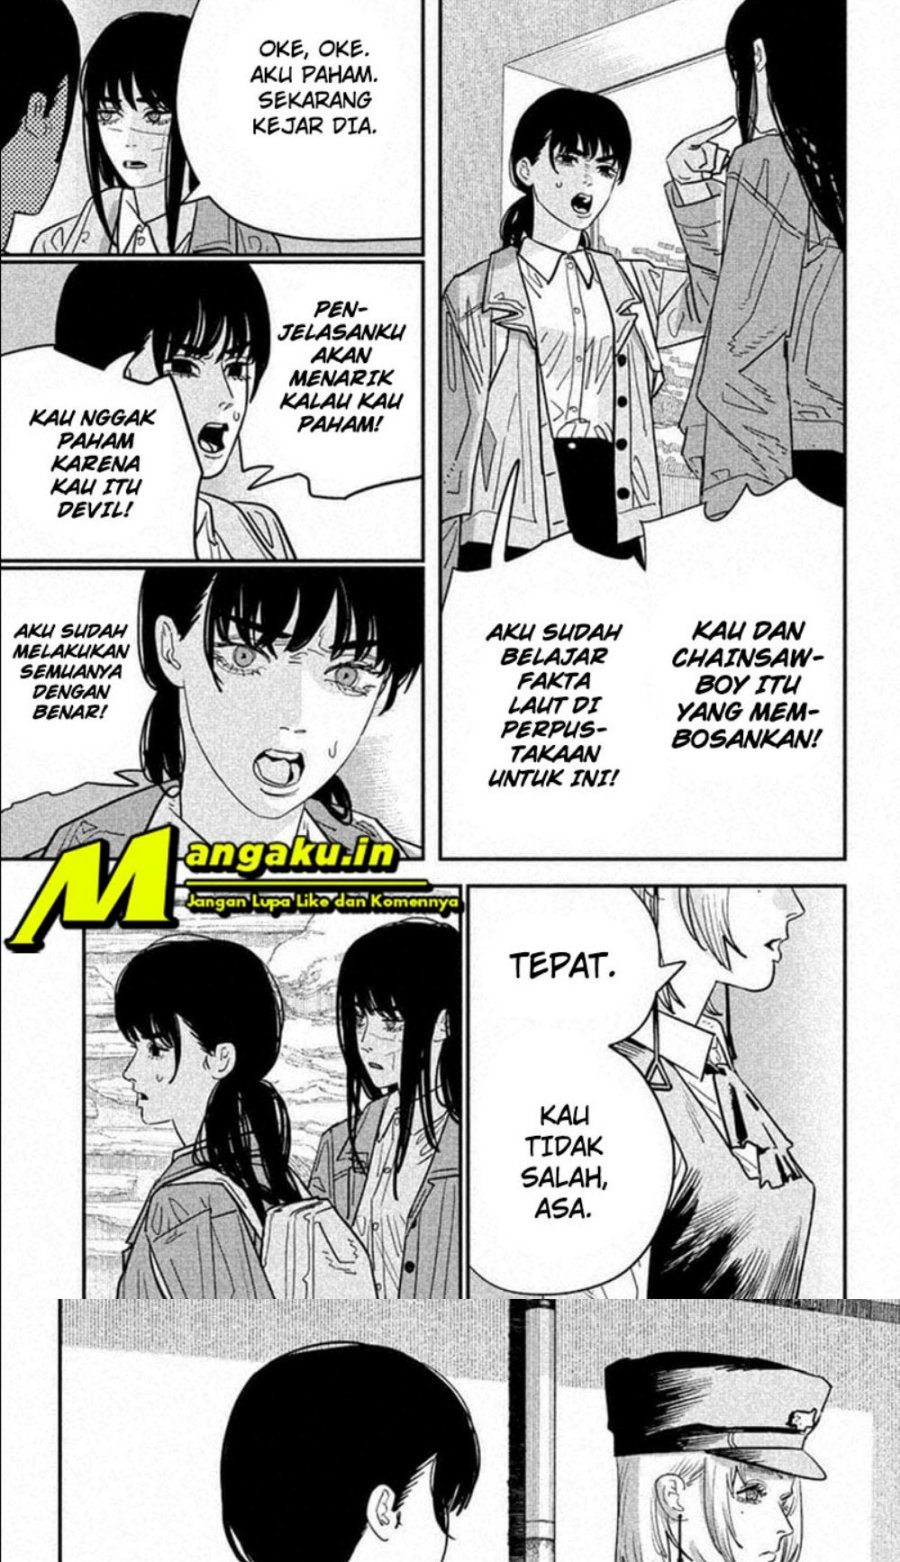 KAU DAN
CHAINSAW-
BOY ITU
YANG MEM-
BOSANKAN!
AKU SUDAH
BELAJAR
FAKTA
LAUT DI
PERPUS-
TAKAAN
UNTUK INI!
OKE, OKE.
AKU PAHAM.
SEKARANG
KEJAR DIA.
PEN-
JELASANKU
AKAN
MENARIK
KALAU KAU
PAHAM!
KAU NGGAK
PAHAM
KARENA
KAU ITU
DEVIL!
AKU SUDAH
MELAKUKAN
SEMUANYA
DENGAN
BENAR!
Mangaku.in
Jangan Lupa Like dan Komennya
TEPAT.
KAU
TIDAK
SALAH,
ASA.